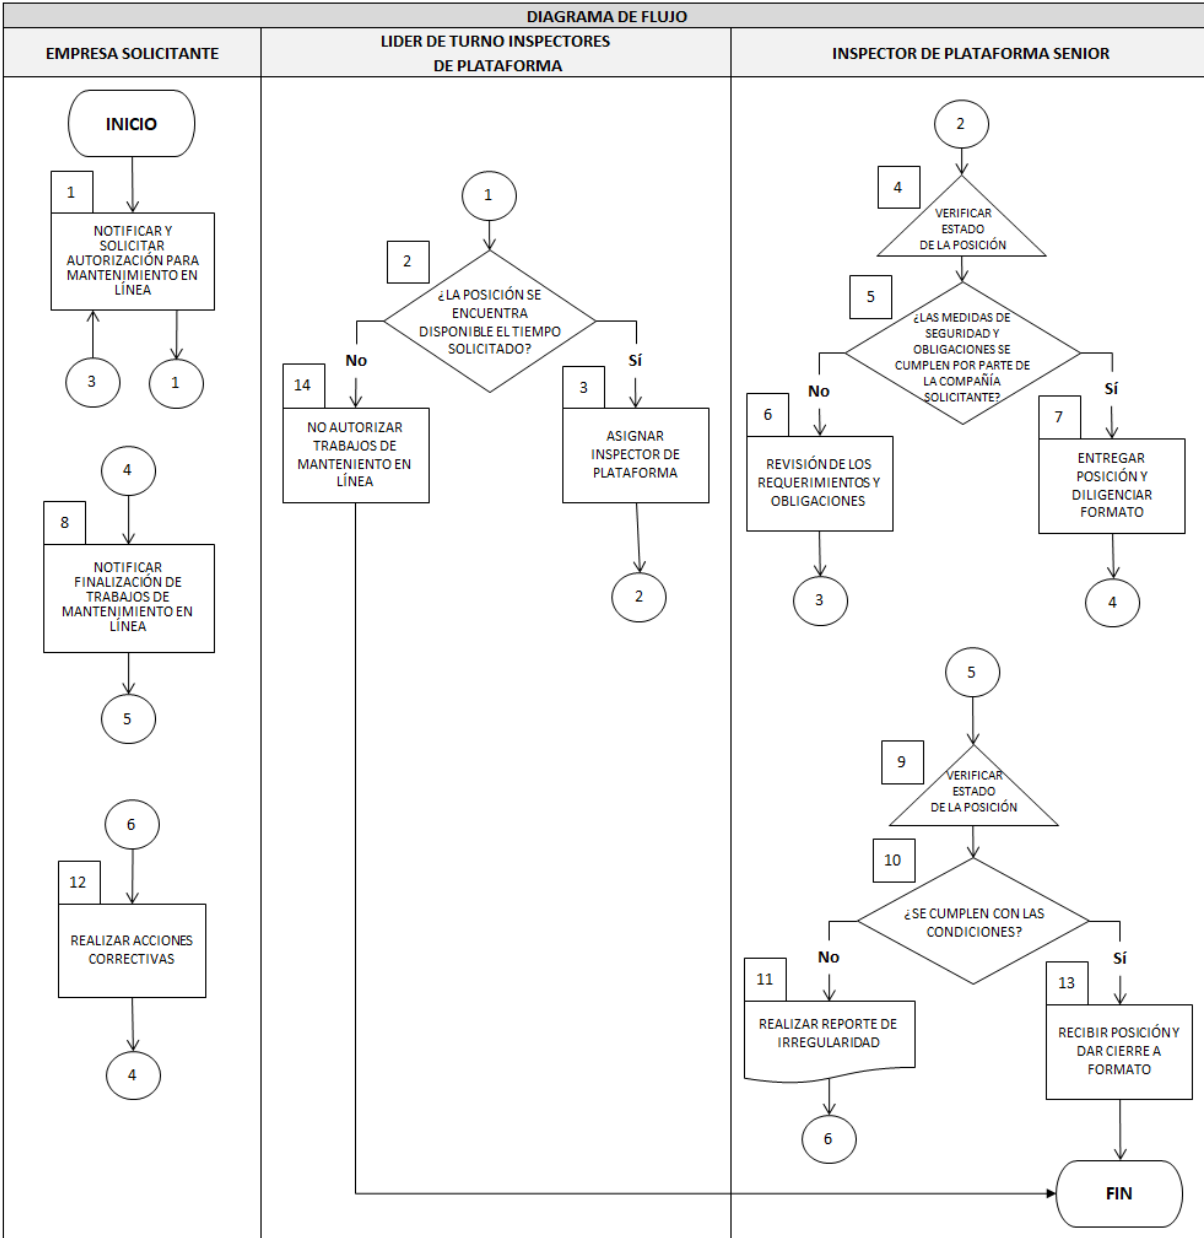 DIAGRAMA DE FLUJO
EMPRESA SOLICITANTE
LIDER DE TURNO INSPECTORES
DE PLATAFORMA
INSPECTOR DE PLATAFORMA SENIOR
INICIO
1
NOTIFICAR Y
SOLICITAR
AUTORIZACIÓN PARA
MANTENIMIENTO EN
LÍNEA
3
1
4
8
NOTIFICAR
FINALIZACIÓN DE
TRABAJOS DE
MANTENIMIENTO EN
LÍNEA
5
6
12
REALIZAR ACCIONES
CORRECTIVAS
4
1
2
¿LA POSICIÓN SE
ENCUENTRA
DISPONIBLE EL TIEMPO
SOLICITADO?
No
Sí
14
NO AUTORIZAR
TRABAJOS DE
MANTENIENTO EN
LÍNEA
3
ASIGNAR
INSPECTOR DE
PLATAFORMA
2
2
4
VERIFICAR
ESTADO
DE LA POSICIÓN
5
¿LAS MEDIDAS DE
SEGURIDAD Y
OBLIGACIONES SE
CUMPLEN POR PARTE DE
LA COMPAÑÍA
SOLICITANTE?
No
Sí
6
REVISIÓN DE LOS
REQUERIMIENTOS Y
OBLIGACIONES
3
7
ENTREGAR
POSICIÓN Y
DILIGENCIAR
FORMATO
4
5
9
VERIFICAR
ESTADO
DE LA POSICIÓN
10
¿SE CUMPLEN CON LAS
CONDICIONES?
No
Sí
11
REALIZAR REPORTE DE
IRREGULARIDAD
6
13
RECIBIR POSICIÓN Y
DAR CIERRE A
FORMATO
FIN